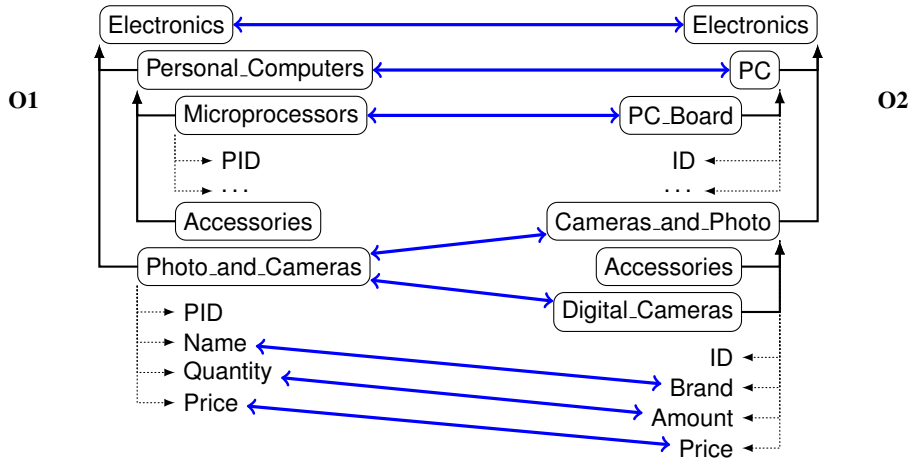 Electronics Electronics
Personal_Computers PC
O1 O2
Microprocessors PC_Board
PID ID
... ...
Accessories Cameras_and_Photo
Photo_and_Cameras Accessories
Digital_Cameras
PID
Name ID
Quantity Brand
Price Amount
Price